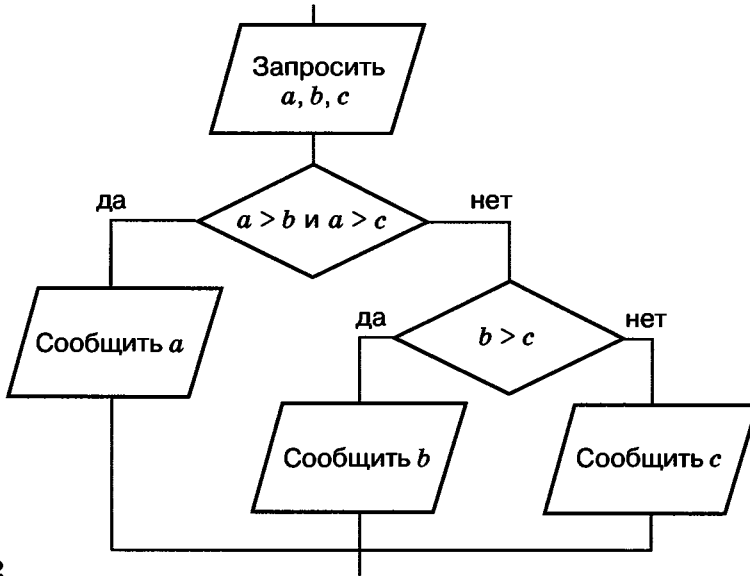 Запросить
a, b, c
да
a > b и a > c
нет
Сообщить a
да
b > c
нет
Сообщить b
Сообщить c